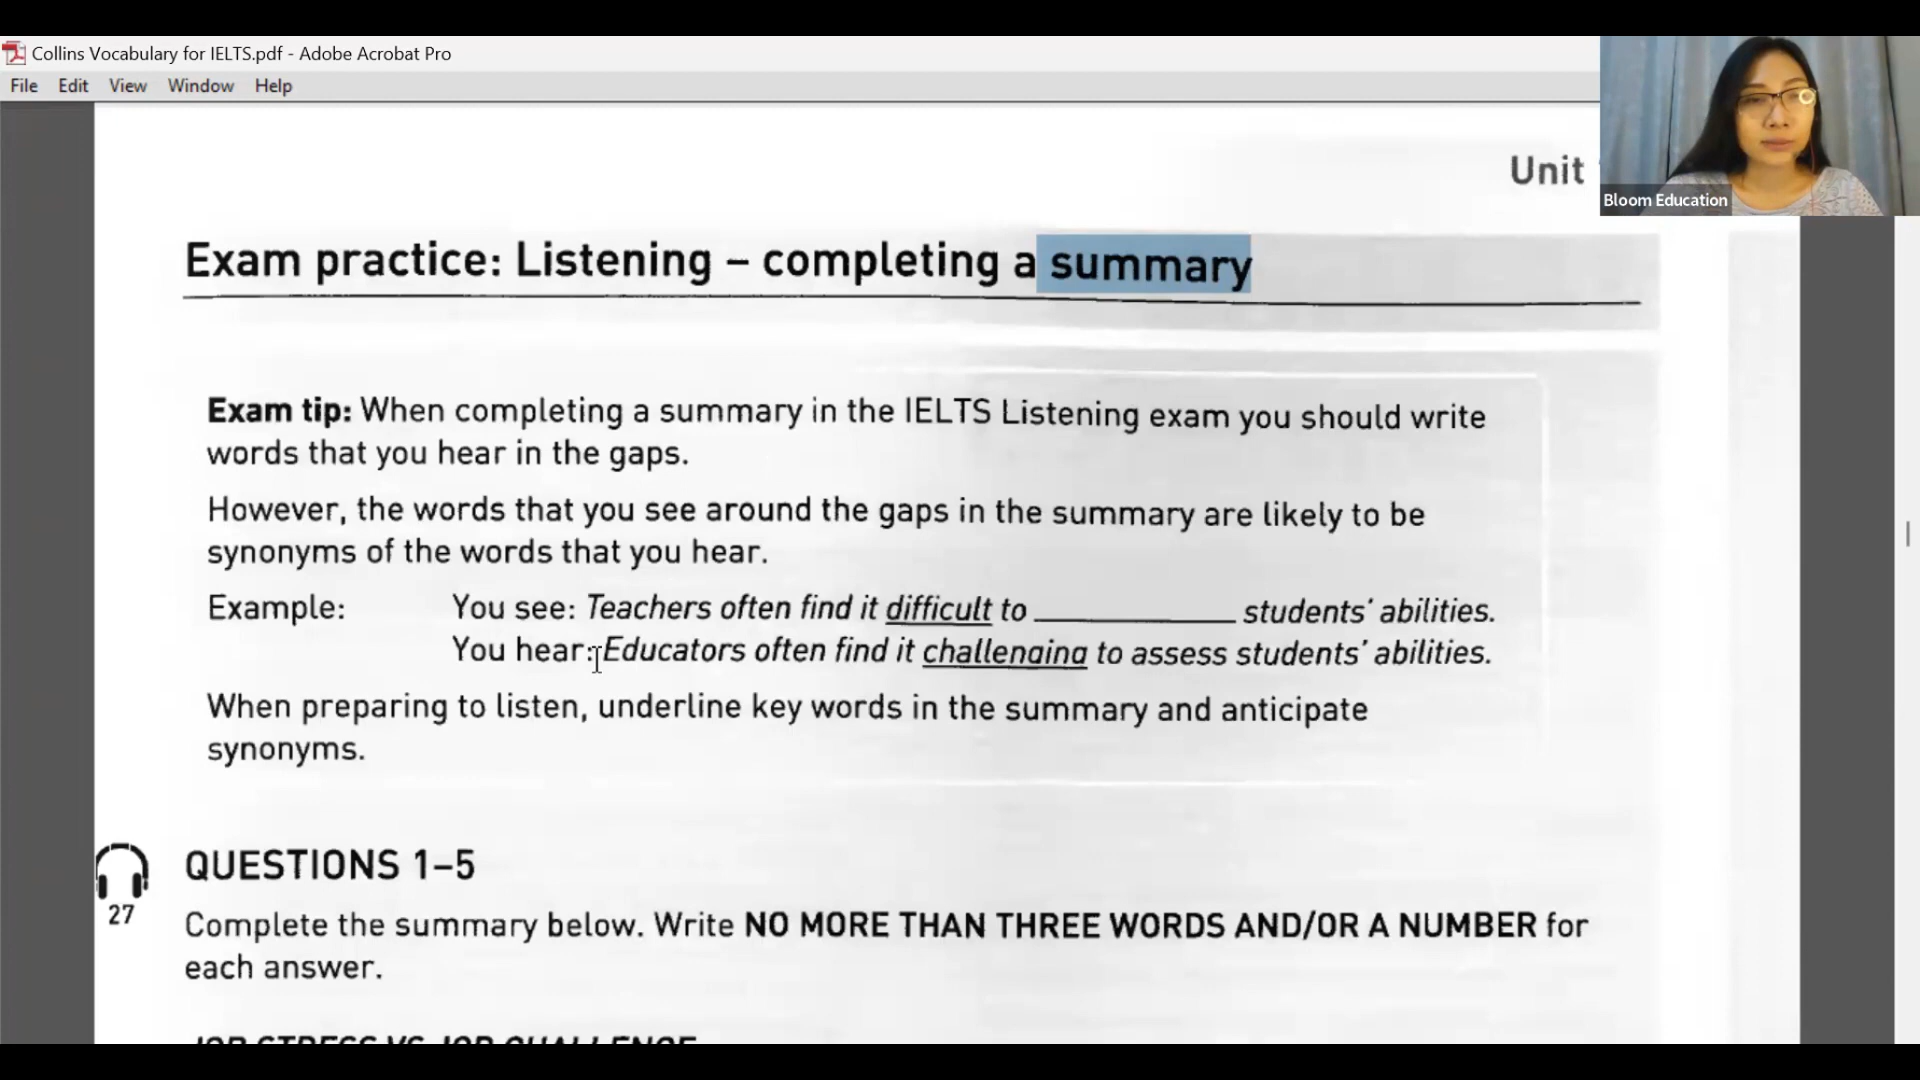 Collins Vocabulary for IELTS.pdf - Adobe Acrobat Pro
File Edit View Window Help
Bloom Education
Unit
Exam practice: Listening – completing a summary
Exam tip: When completing a summary in the IELTS Listening exam you should write
words that you hear in the gaps.
However, the words that you see around the gaps in the summary are likely to be
synonyms of the words that you hear.
Example: You see: Teachers often find it difficult to ____________ students' abilities.
You hear: Educators often find it challenging to assess students' abilities.
When preparing to listen, underline key words in the summary and anticipate
synonyms.
QUESTIONS 1–5
27
Complete the summary below. Write NO MORE THAN THREE WORDS AND/OR A NUMBER for
each answer.
JOB STRESS VS JOB CHALLENGE